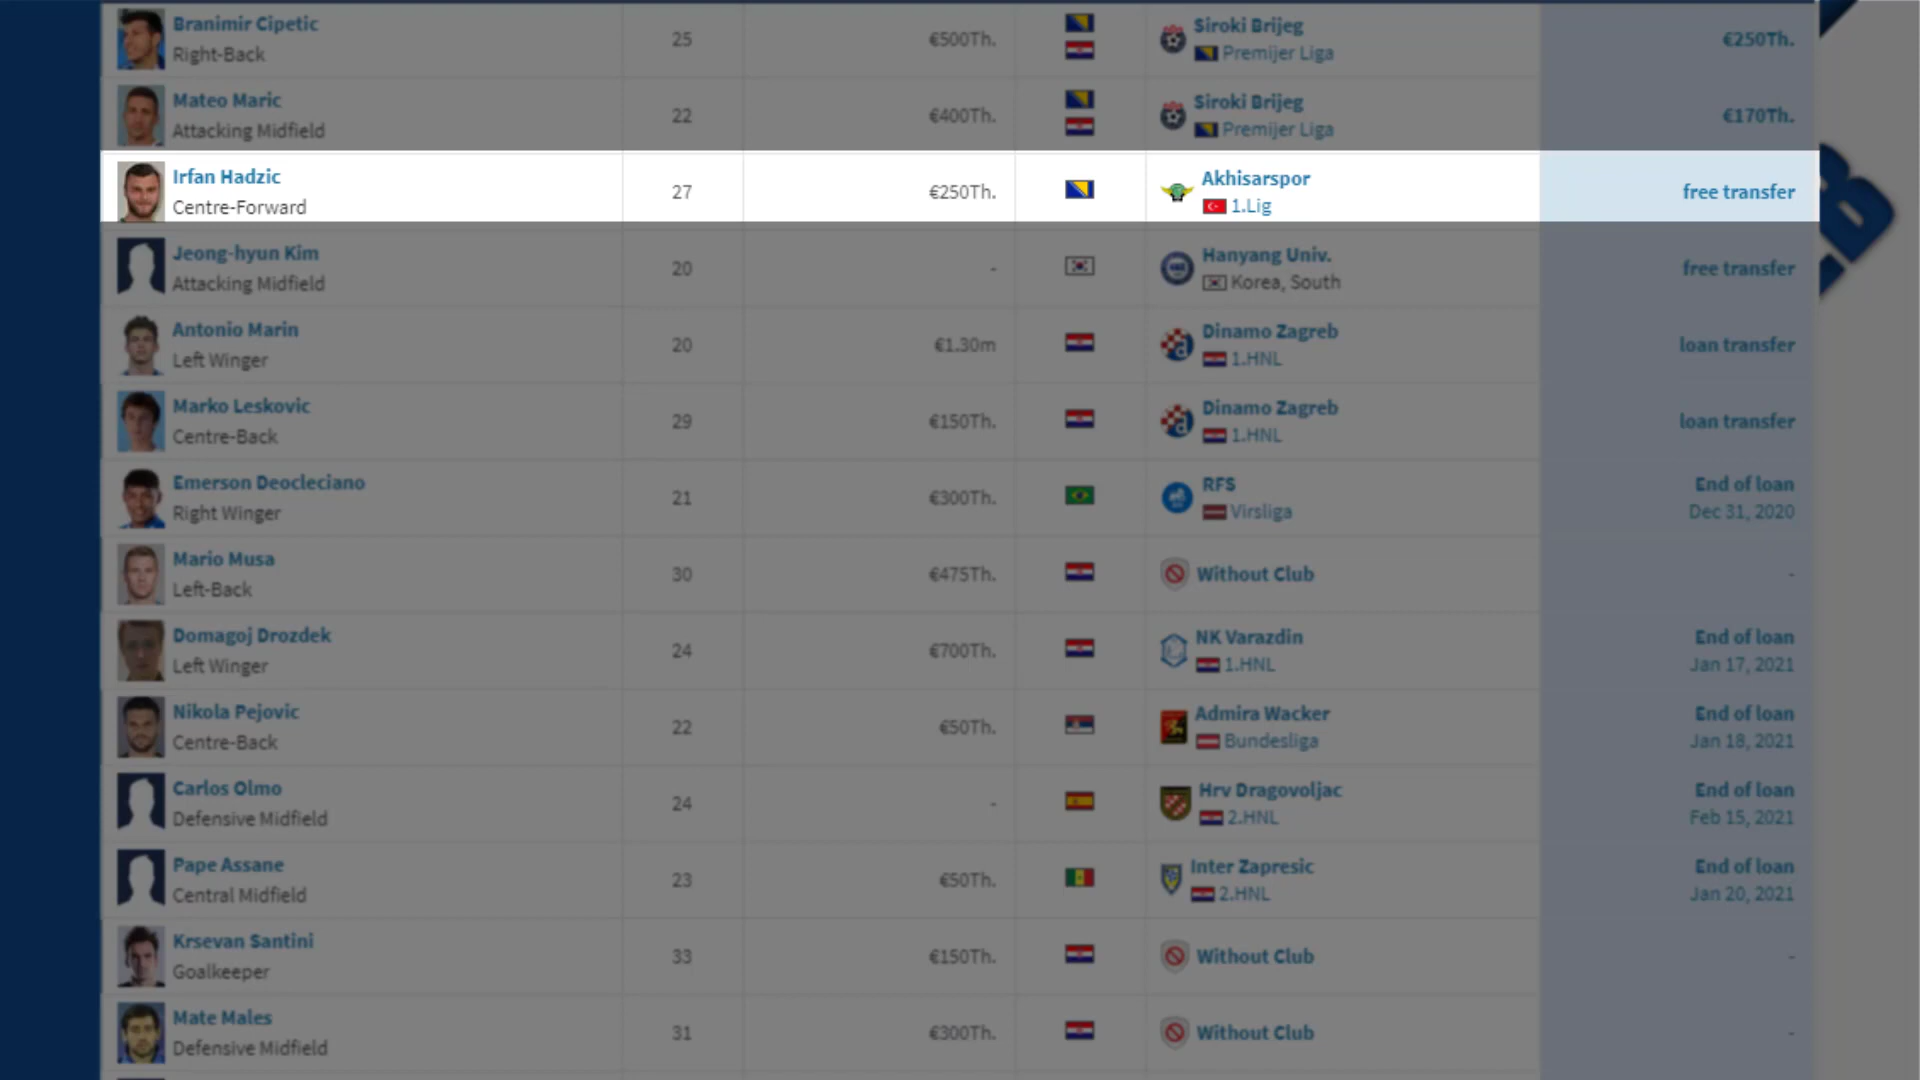 Branimir Cipetic
Right-Back
25
€500Th.
Siroki Brijeg
Premijer Liga
€250Th.
Mateo Maric
Attacking Midfield
22
€400Th.
Siroki Brijeg
Premijer Liga
€170Th.
Irfan Hadzic
Centre-Forward
27
€250Th.
Akhisarspor
1.Lig
free transfer
Jeong-hyun Kim
Attacking Midfield
20
-
Hanyang Univ.
Korea, South
free transfer
Antonio Marin
Left Winger
20
€1.30m
Dinamo Zagreb
1.HNL
loan transfer
Marko Leskovic
Centre-Back
29
€150Th.
Dinamo Zagreb
1.HNL
loan transfer
Emerson Deocleciano
Right Winger
21
€300Th.
RFS
Virsliga
End of loan
Dec 31, 2020
Mario Musa
Left-Back
30
€475Th.
Without Club
-
Domagoj Drozdek
Left Winger
24
€700Th.
NK Varazdin
1.HNL
End of loan
Jan 17, 2021
Nikola Pejovic
Centre-Back
22
€50Th.
Admira Wacker
Bundesliga
End of loan
Jan 18, 2021
Carlos Olmo
Defensive Midfield
24
-
Hrv Dragovoljac
2.HNL
End of loan
Feb 15, 2021
Pape Assane
Central Midfield
23
€50Th.
Inter Zapresic
2.HNL
End of loan
Jan 20, 2021
Krsevan Santini
Goalkeeper
33
€150Th.
Without Club
-
Mate Males
Defensive Midfield
31
€300Th.
Without Club
-